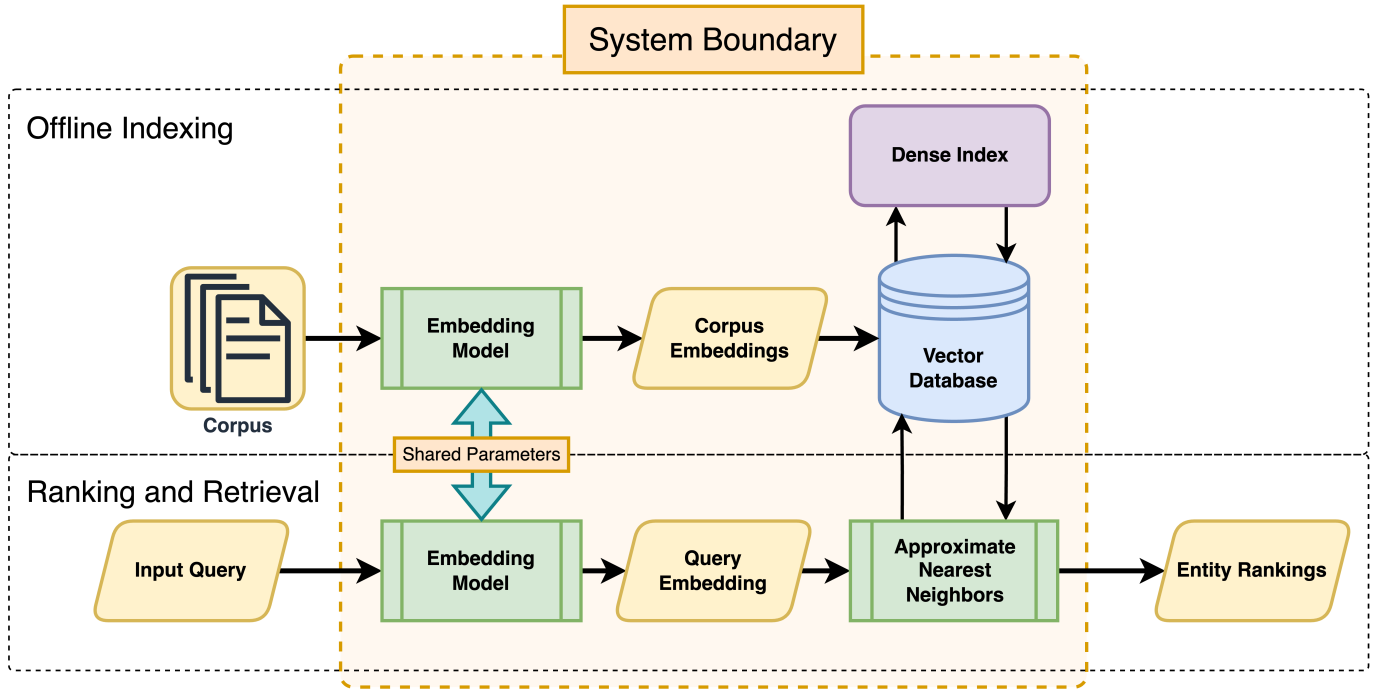 System Boundary
Offline Indexing
Dense Index
Embedding
Model
Corpus
Embeddings
Vector
Database
Corpus
Shared Parameters
Ranking and Retrieval
Input Query
Embedding
Model
Query
Embedding
Approximate
Nearest
Neighbors
Entity Rankings